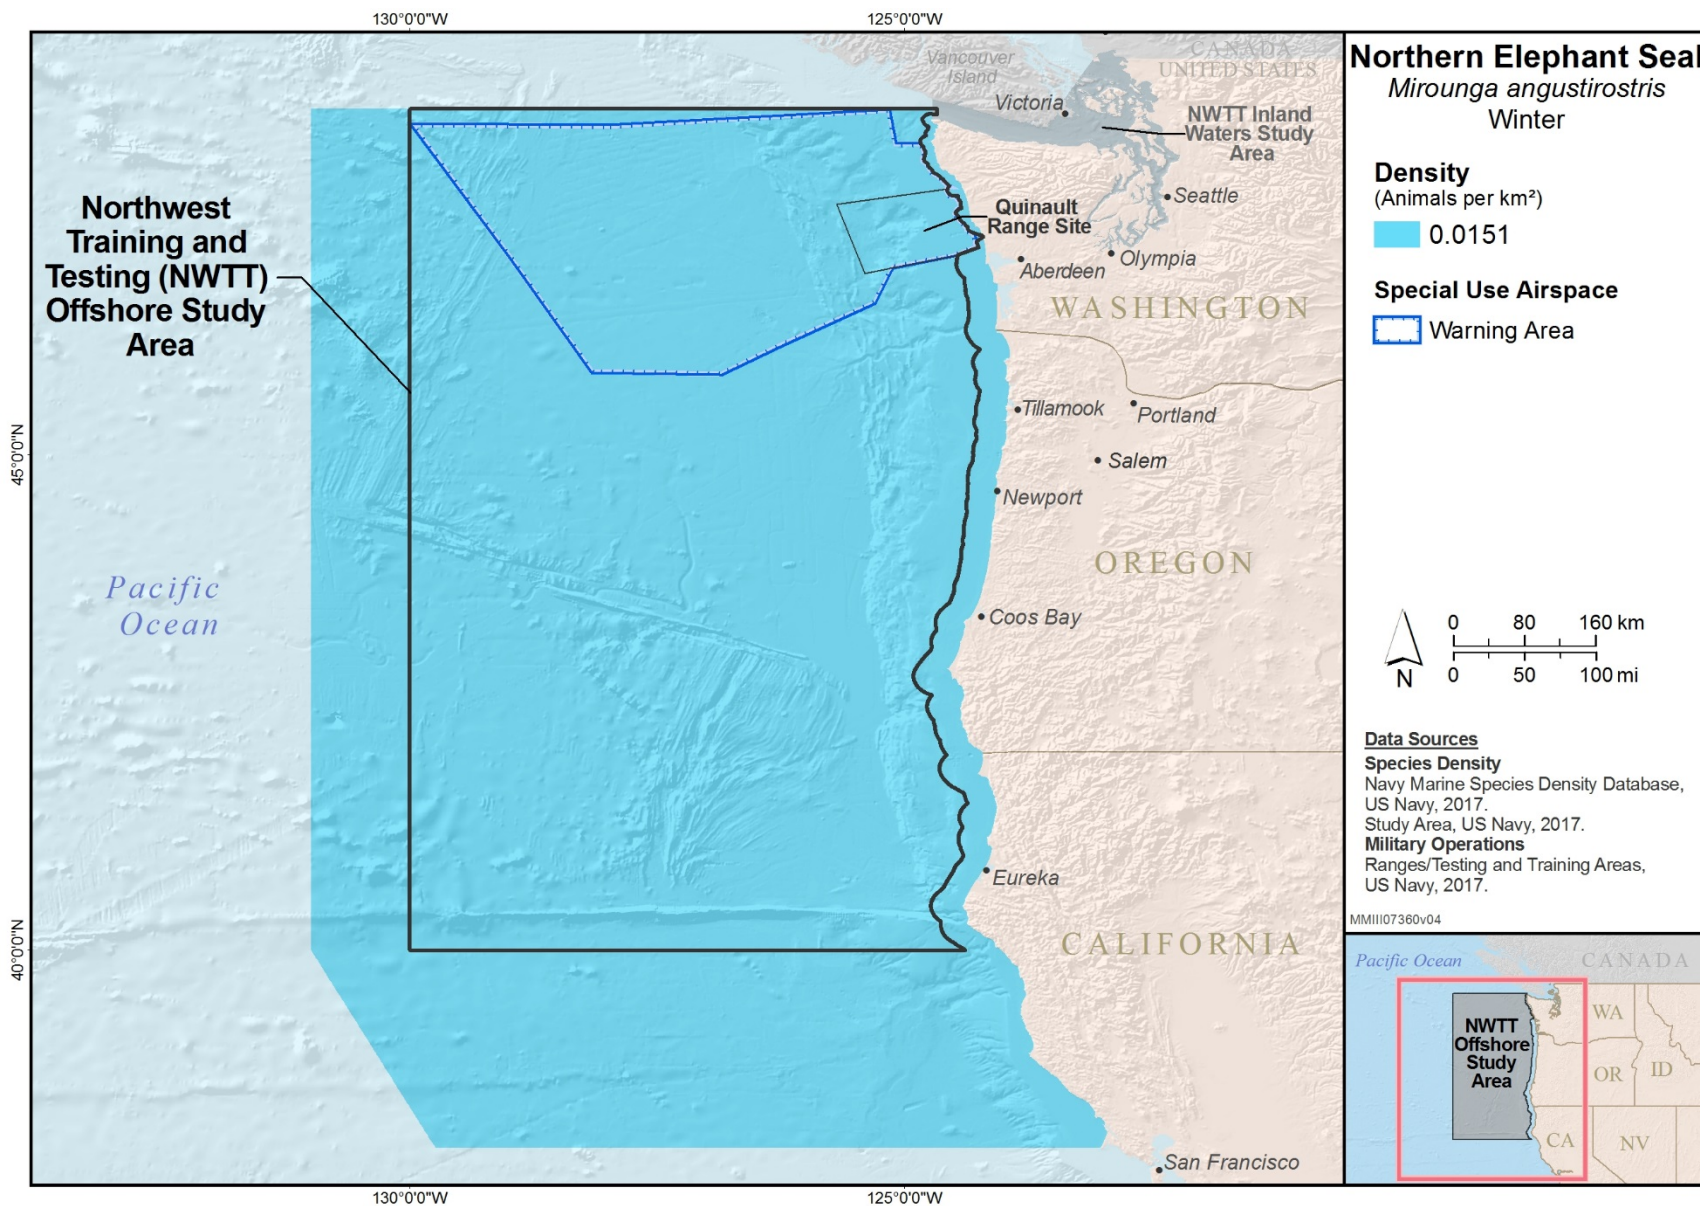 130°0'0"W
125°0'0"W
Vancouver
Island
CANADA
UNITED STATES
Victoria
NWTT Inland
Waters Study
Area
Seattle
Northwest
Training and
Testing (NWTT)
Offshore Study
Area
Quinault
Range Site
Aberdeen
Olympia
WASHINGTON
Tillamook
Portland
45°0'0"N
Salem
Newport
OREGON
Pacific
Ocean
Coos Bay
Eureka
40°0'0"N
CALIFORNIA
San Francisco
130°0'0"W
125°0'0"W
Northern Elephant Seal
Mirounga angustirostris
Winter
Density
(Animals per km²)
0.0151
Special Use Airspace
Warning Area
0 80 160 km
0 50 100 mi
N
Data Sources
Species Density
Navy Marine Species Density Database,
US Navy, 2017.
Study Area, US Navy, 2017.
Military Operations
Ranges/Testing and Training Areas,
US Navy, 2017.
MMIII07360v04
Pacific Ocean
CANADA
NWTT
Offshore
Study
Area
WA
OR
ID
CA
NV